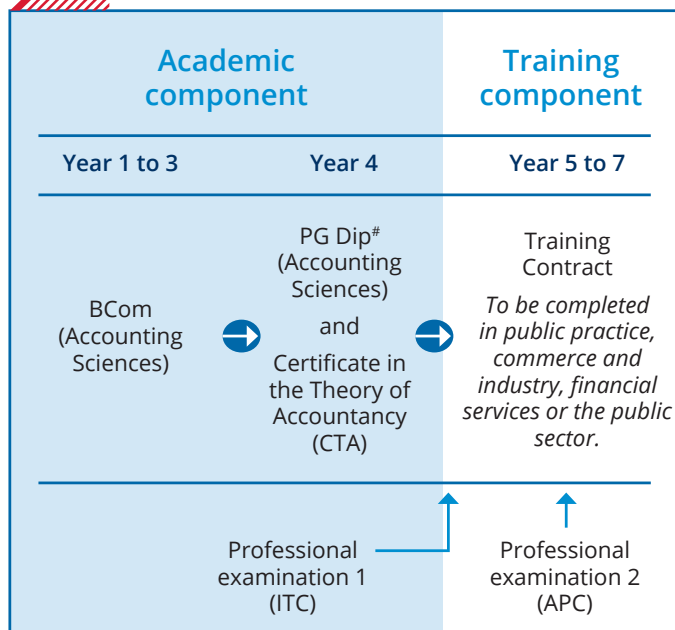 Academic
component
Training
component
Year 1 to 3
Year 4
Year 5 to 7
BCom
(Accounting
Sciences)
PG Dip#
(Accounting
Sciences)
and
Certificate in
the Theory of
Accountancy
(CTA)
Training
Contract
To be completed
in public practice,
commerce and
industry, financial
services or the public
sector.
Professional
examination 1
(ITC)
Professional
examination 2
(APC)